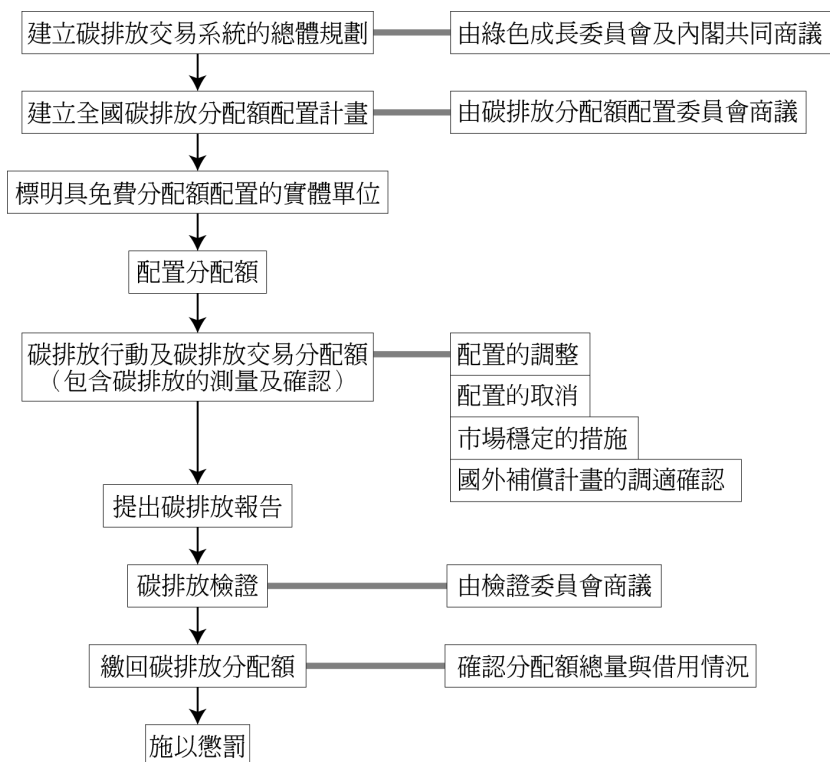 建立碳排放交易系統的總體規劃
由綠色成長委員會及內閣共同商議
建立全國碳排放分配額配置計畫
由碳排放分配額配置委員會商議
標明具免費分配額配置的實體單位
配置分配額
碳排放行動及碳排放交易分配額
（包含碳排放的測量及確認）
配置的調整
配置的取消
市場穩定的措施
國外補償計畫的調適確認
提出碳排放報告
碳排放檢證
由檢證委員會商議
繳回碳排放分配額
確認分配額總量與借用情況
施以懲罰